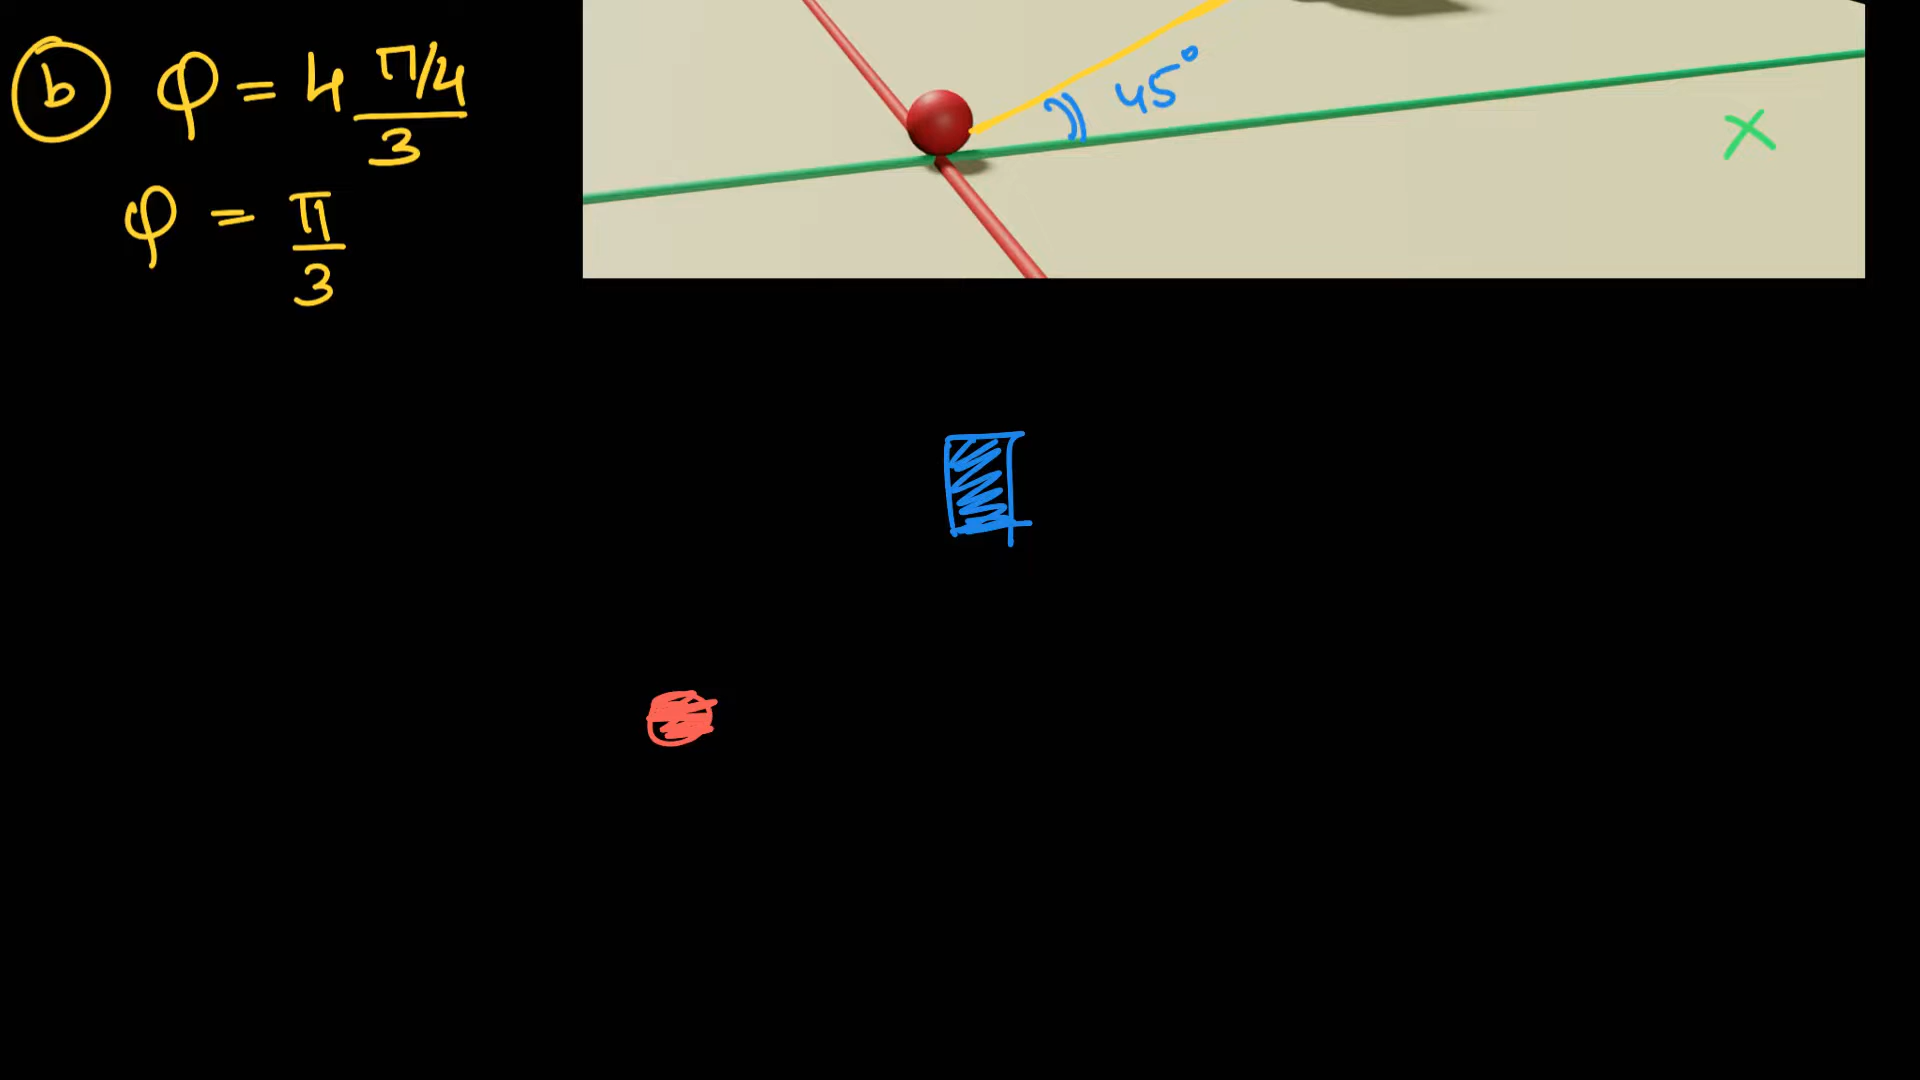 b φ = 4 π/4
3
φ = π
3
45°
x